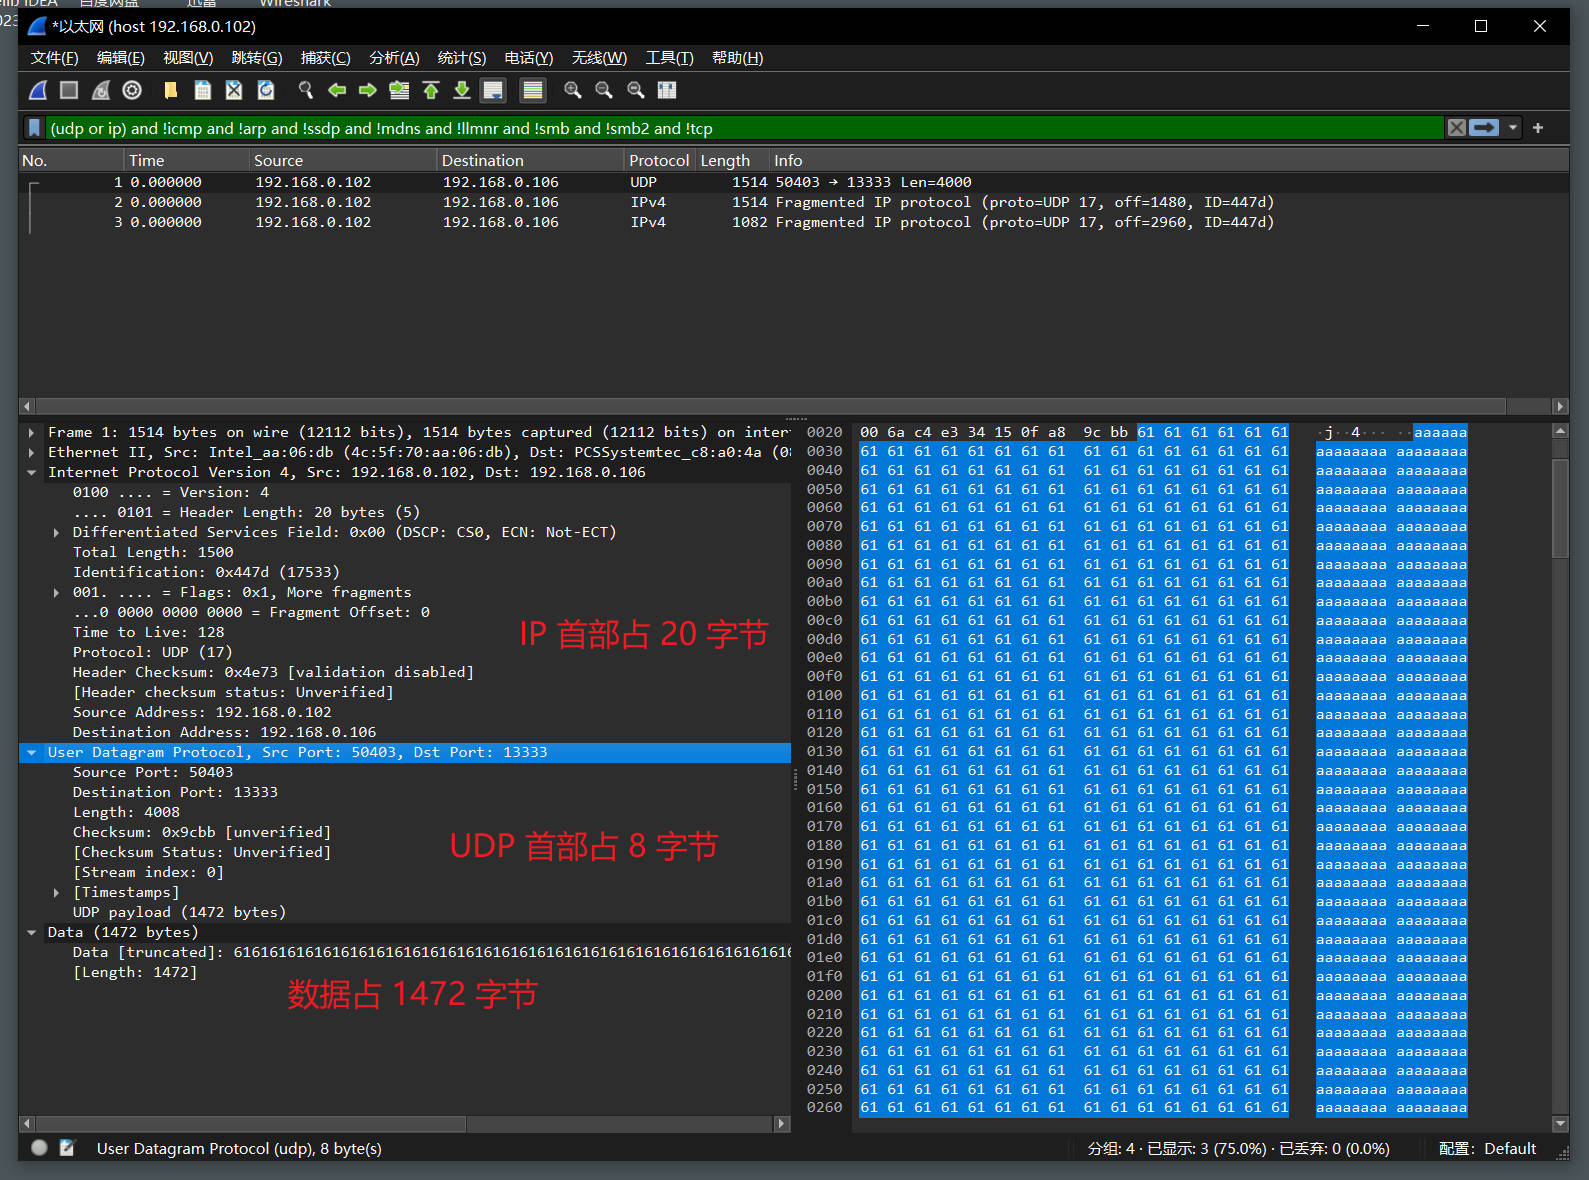 Wireshark
*以太网 (host 192.168.0.102)
文件(F) 编辑(E) 视图(V) 跳转(G) 捕获(C) 分析(A) 统计(S) 电话(Y) 无线(W) 工具(T) 帮助(H)
(udp or ip) and !icmp and !arp and !ssdp and !mdns and !llmnr and !smb and !smb2 and !tcp
No. Time Source Destination Protocol Length Info
1 0.000000 192.168.0.102 192.168.0.106 UDP 1514 50403 → 13333 Len=4000
2 0.000000 192.168.0.102 192.168.0.106 IPv4 1514 Fragmented IP protocol (proto=UDP 17, off=1480, ID=447d)
3 0.000000 192.168.0.102 192.168.0.106 IPv4 1082 Fragmented IP protocol (proto=UDP 17, off=2960, ID=447d)
Frame 1: 1514 bytes on wire (12112 bits), 1514 bytes captured (12112 bits) on inter
Ethernet II, Src: Intel_aa:06:db (4c:5f:70:aa:06:db), Dst: PCSSystemtec_c8:a0:4a (0
Internet Protocol Version 4, Src: 192.168.0.102, Dst: 192.168.0.106
0100 .... = Version: 4
.... 0101 = Header Length: 20 bytes (5)
Differentiated Services Field: 0x00 (DSCP: CS0, ECN: Not-ECT)
Total Length: 1500
Identification: 0x447d (17533)
001. .... = Flags: 0x1, More fragments
...0 0000 0000 0000 = Fragment Offset: 0
Time to Live: 128
Protocol: UDP (17)
Header Checksum: 0x4e73 [validation disabled]
[Header checksum status: Unverified]
Source Address: 192.168.0.102
Destination Address: 192.168.0.106
IP 首部占 20 字节
User Datagram Protocol, Src Port: 50403, Dst Port: 13333
Source Port: 50403
Destination Port: 13333
Length: 4008
Checksum: 0x9cbb [unverified]
[Checksum Status: Unverified]
[Stream index: 0]
[Timestamps]
UDP payload (1472 bytes)
UDP 首部占 8 字节
Data (1472 bytes)
Data [truncated]: 61616161616161616161616161616161616161616161616161616161616161
[Length: 1472]
数据占 1472 字节
0020 00 6a c4 e3 34 15 0f a8 9c bb 61 61 61 61 61 61 ·j··4··· ··aaaaaa
0030 61 61 61 61 61 61 61 61 61 61 61 61 61 61 61 61 aaaaaaaa aaaaaaaa
0040 61 61 61 61 61 61 61 61 61 61 61 61 61 61 61 61 aaaaaaaa aaaaaaaa
0050 61 61 61 61 61 61 61 61 61 61 61 61 61 61 61 61 aaaaaaaa aaaaaaaa
0060 61 61 61 61 61 61 61 61 61 61 61 61 61 61 61 61 aaaaaaaa aaaaaaaa
0070 61 61 61 61 61 61 61 61 61 61 61 61 61 61 61 61 aaaaaaaa aaaaaaaa
0080 61 61 61 61 61 61 61 61 61 61 61 61 61 61 61 61 aaaaaaaa aaaaaaaa
0090 61 61 61 61 61 61 61 61 61 61 61 61 61 61 61 61 aaaaaaaa aaaaaaaa
00a0 61 61 61 61 61 61 61 61 61 61 61 61 61 61 61 61 aaaaaaaa aaaaaaaa
00b0 61 61 61 61 61 61 61 61 61 61 61 61 61 61 61 61 aaaaaaaa aaaaaaaa
00c0 61 61 61 61 61 61 61 61 61 61 61 61 61 61 61 61 aaaaaaaa aaaaaaaa
00d0 61 61 61 61 61 61 61 61 61 61 61 61 61 61 61 61 aaaaaaaa aaaaaaaa
00e0 61 61 61 61 61 61 61 61 61 61 61 61 61 61 61 61 aaaaaaaa aaaaaaaa
00f0 61 61 61 61 61 61 61 61 61 61 61 61 61 61 61 61 aaaaaaaa aaaaaaaa
0100 61 61 61 61 61 61 61 61 61 61 61 61 61 61 61 61 aaaaaaaa aaaaaaaa
0110 61 61 61 61 61 61 61 61 61 61 61 61 61 61 61 61 aaaaaaaa aaaaaaaa
0120 61 61 61 61 61 61 61 61 61 61 61 61 61 61 61 61 aaaaaaaa aaaaaaaa
0130 61 61 61 61 61 61 61 61 61 61 61 61 61 61 61 61 aaaaaaaa aaaaaaaa
0140 61 61 61 61 61 61 61 61 61 61 61 61 61 61 61 61 aaaaaaaa aaaaaaaa
0150 61 61 61 61 61 61 61 61 61 61 61 61 61 61 61 61 aaaaaaaa aaaaaaaa
0160 61 61 61 61 61 61 61 61 61 61 61 61 61 61 61 61 aaaaaaaa aaaaaaaa
0170 61 61 61 61 61 61 61 61 61 61 61 61 61 61 61 61 aaaaaaaa aaaaaaaa
0180 61 61 61 61 61 61 61 61 61 61 61 61 61 61 61 61 aaaaaaaa aaaaaaaa
0190 61 61 61 61 61 61 61 61 61 61 61 61 61 61 61 61 aaaaaaaa aaaaaaaa
01a0 61 61 61 61 61 61 61 61 61 61 61 61 61 61 61 61 aaaaaaaa aaaaaaaa
01b0 61 61 61 61 61 61 61 61 61 61 61 61 61 61 61 61 aaaaaaaa aaaaaaaa
01c0 61 61 61 61 61 61 61 61 61 61 61 61 61 61 61 61 aaaaaaaa aaaaaaaa
01d0 61 61 61 61 61 61 61 61 61 61 61 61 61 61 61 61 aaaaaaaa aaaaaaaa
01e0 61 61 61 61 61 61 61 61 61 61 61 61 61 61 61 61 aaaaaaaa aaaaaaaa
01f0 61 61 61 61 61 61 61 61 61 61 61 61 61 61 61 61 aaaaaaaa aaaaaaaa
0200 61 61 61 61 61 61 61 61 61 61 61 61 61 61 61 61 aaaaaaaa aaaaaaaa
0210 61 61 61 61 61 61 61 61 61 61 61 61 61 61 61 61 aaaaaaaa aaaaaaaa
0220 61 61 61 61 61 61 61 61 61 61 61 61 61 61 61 61 aaaaaaaa aaaaaaaa
0230 61 61 61 61 61 61 61 61 61 61 61 61 61 61 61 61 aaaaaaaa aaaaaaaa
0240 61 61 61 61 61 61 61 61 61 61 61 61 61 61 61 61 aaaaaaaa aaaaaaaa
0250 61 61 61 61 61 61 61 61 61 61 61 61 61 61 61 61 aaaaaaaa aaaaaaaa
0260 61 61 61 61 61 61 61 61 61 61 61 61 61 61 61 61 aaaaaaaa aaaaaaaa
User Datagram Protocol (udp), 8 byte(s)
分组: 4 · 已显示: 3 (75.0%) · 已丢弃: 0 (0.0%)
配置: Default